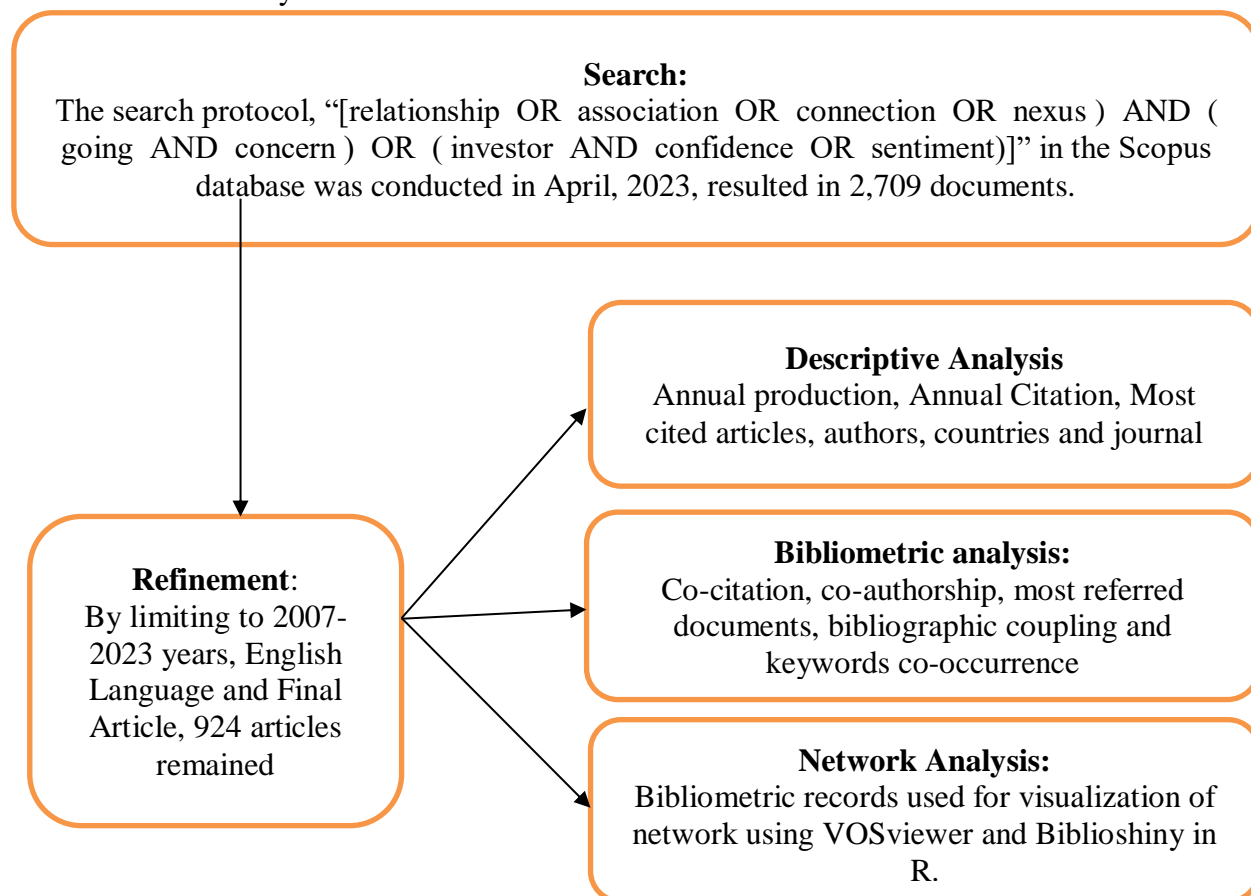 Search:
The search protocol, “[relationship OR association OR connection OR nexus ) AND (
going AND concern ) OR ( investor AND confidence OR sentiment)]” in the Scopus
database was conducted in April, 2023, resulted in 2,709 documents.
Descriptive Analysis
Annual production, Annual Citation, Most
cited articles, authors, countries and journal
Refinement:
By limiting to 2007-
2023 years, English
Language and Final
Article, 924 articles
remained
Bibliometric analysis:
Co-citation, co-authorship, most referred
documents, bibliographic coupling and
keywords co-occurrence
Network Analysis:
Bibliometric records used for visualization of
network using VOSviewer and Biblioshiny in
R.